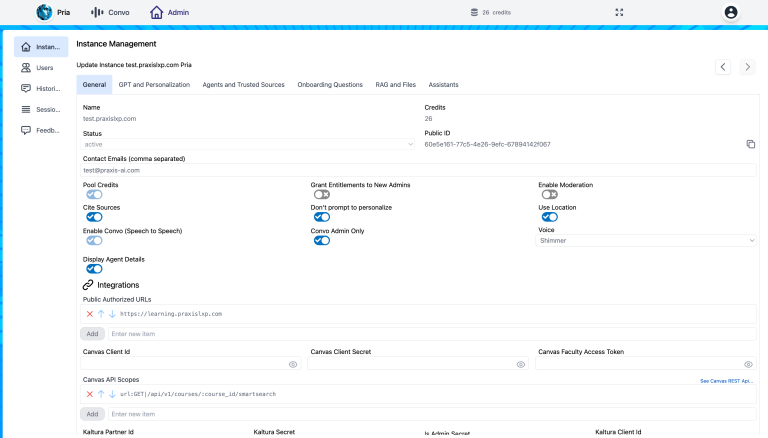 Pria Convo Admin 26 credits
Instan... Instance Management
Users
Histori...
Sessio...
Feedb...
Update Instance test.praxislxp.com Pria
General GPT and Personalization Agents and Trusted Sources Onboarding Questions RAG and Files Assistants
Name Credits
test.praxislxp.com 26
Status Public ID
active 60e5e161-77c5-4e26-9efc-67894142f067
Contact Emails (comma separated)
test@praxis-ai.com
Pool Credits Grant Entitlements to New Admins Enable Moderation
Cite Sources Don't prompt to personalize Use Location
Enable Convo (Speech to Speech) Convo Admin Only Voice
Shimmer
Display Agent Details
Integrations
Public Authorized URLs
https://learning.praxislxp.com
Add Enter new item
Canvas Client Id Canvas Client Secret Canvas Faculty Access Token
Canvas API Scopes See Canvas REST Api...
url:GET|/api/v1/courses/:course_id/smartsearch
Add Enter new item
Kaltura Partner Id Kaltura Secret Is Admin Secret Kaltura Client Id